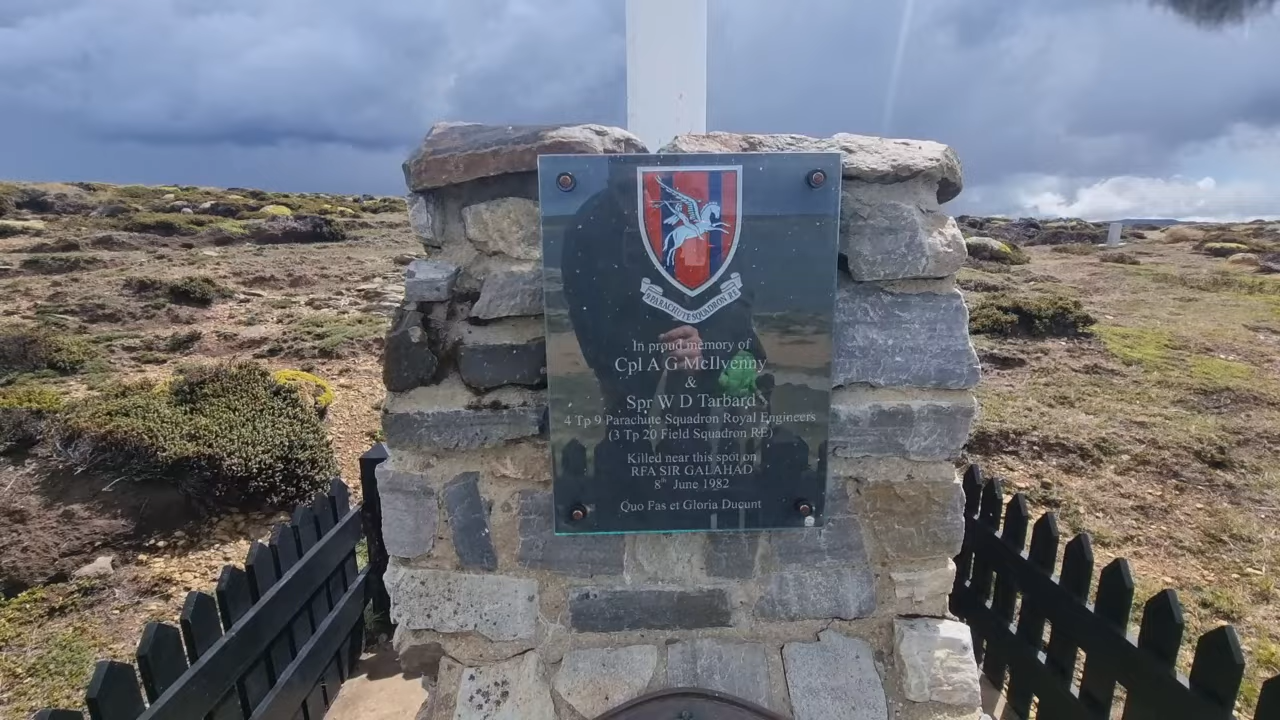 9 PARACHUTE SQUADRON RE
In proud memory of
Cpl A G McIlvenny
&
Spr W D Tarbard
4 Tp 9 Parachute Squadron Royal Engineers
(3 Tp 20 Field Squadron RE)
Killed near this spot on
RFA SIR GALAHAD
8th June 1982
Quo Fas et Gloria Ducunt